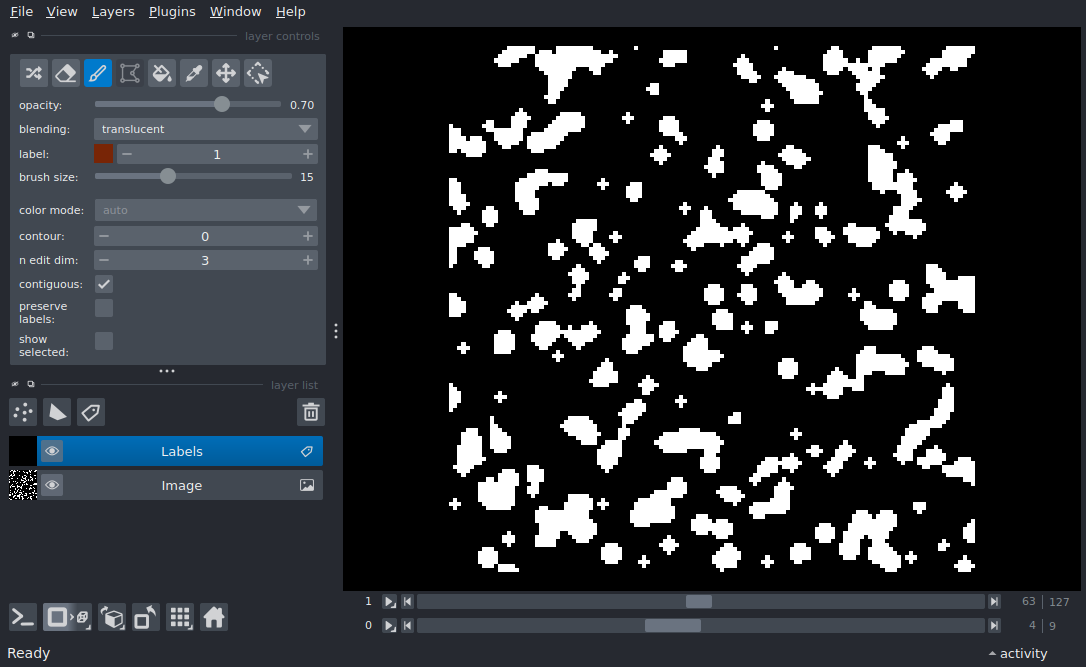 File View Layers Plugins Window Help
layer controls
opacity: 0.70
blending: translucent
label: 1
brush size: 15
color mode: auto
contour: 0
n edit dim: 3
contiguous:
preserve
labels:
show
selected:
layer list
Labels
Image
1 63 127
0 4 9
Ready activity